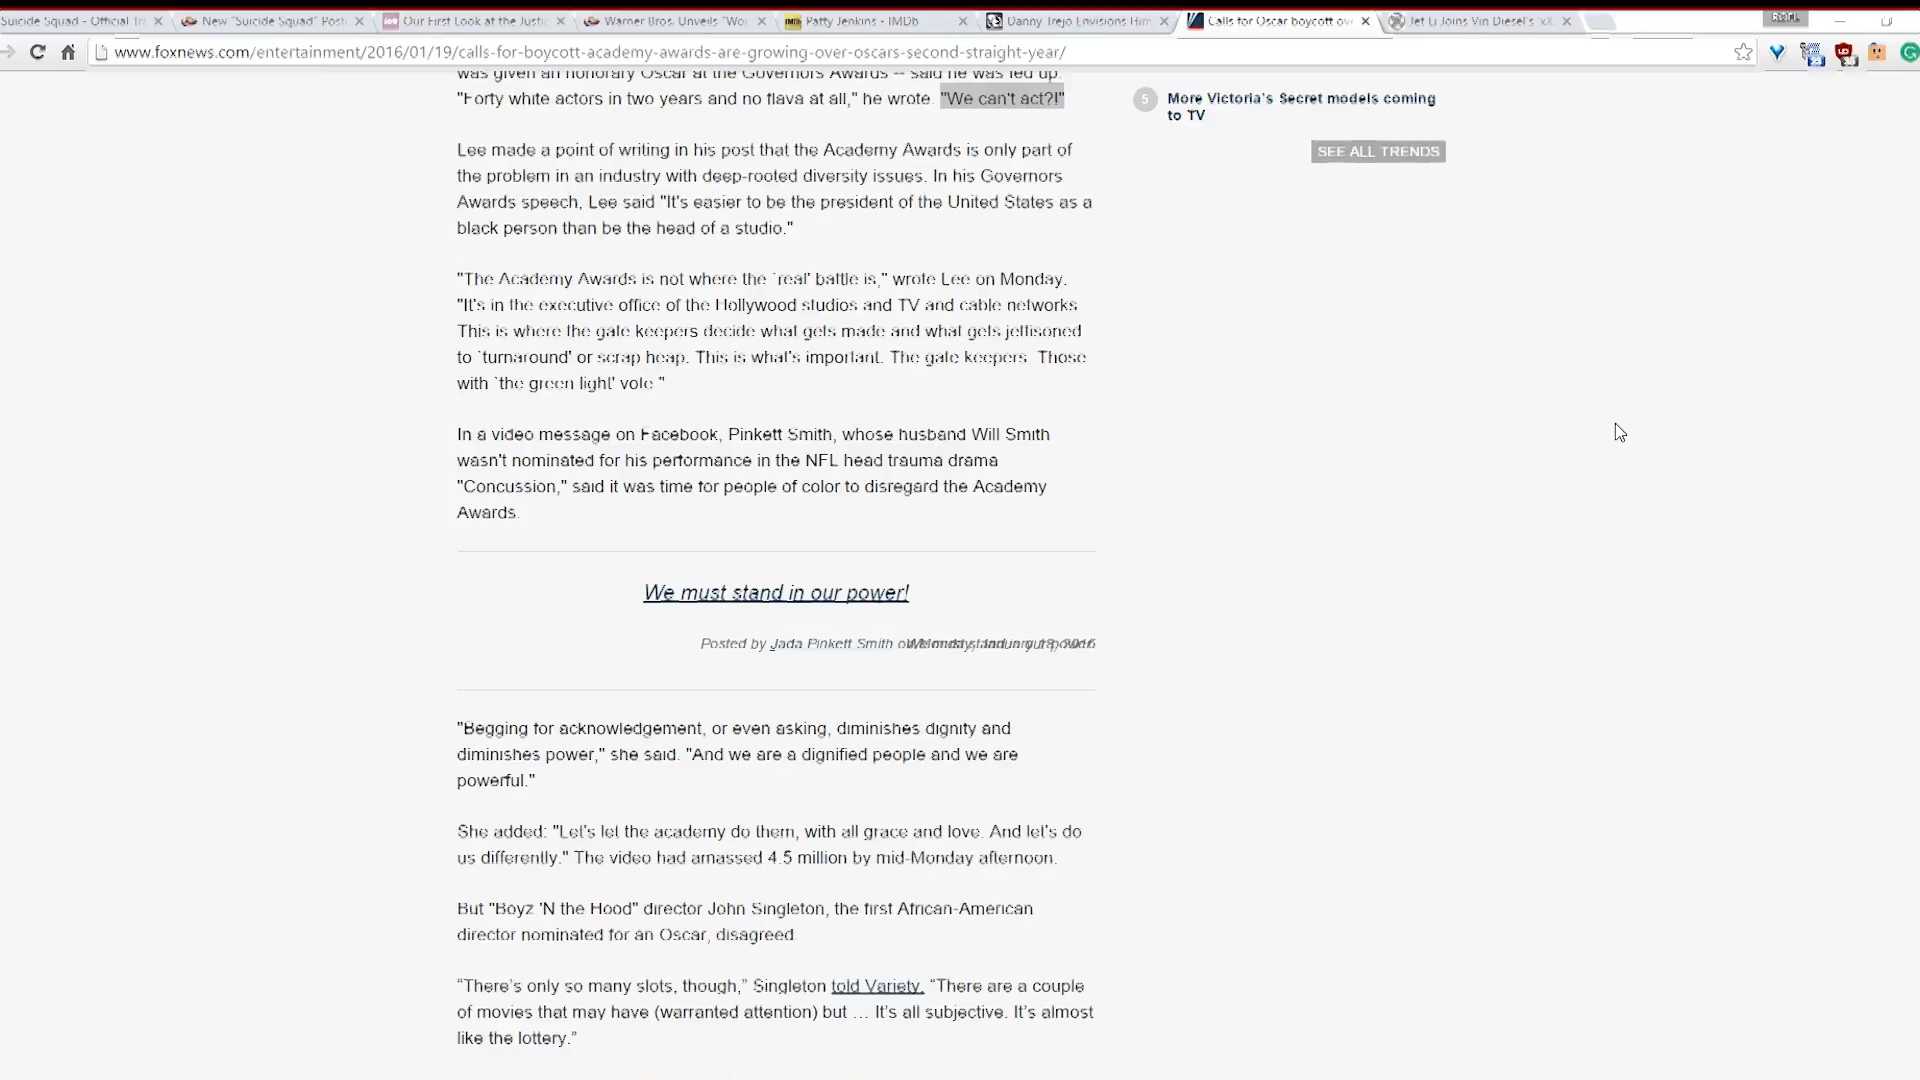 Suicide Squad - Official Tra
New "Suicide Squad" Post
Our First Look at the Justic
Warner Bros. Unveils "Wo
Patty Jenkins - IMDb
Danny Trejo Envisions Him
Calls for Oscar boycott ov
Jet Li Joins Vin Diesel's 'xX
www.foxnews.com/entertainment/2016/01/19/calls-for-boycott-academy-awards-are-growing-over-oscars-second-straight-year/
was given an honorary Oscar at the Governors Awards -- said he was fed up.
"Forty white actors in two years and no flava at all," he wrote. "We can't act?!"
Lee made a point of writing in his post that the Academy Awards is only part of
the problem in an industry with deep-rooted diversity issues. In his Governors
Awards speech, Lee said "It's easier to be the president of the United States as a
black person than be the head of a studio."
"The Academy Awards is not where the `real' battle is," wrote Lee on Monday.
"It's in the executive office of the Hollywood studios and TV and cable networks.
This is where the gate keepers decide what gets made and what gets jettisoned
to `turnaround' or scrap heap. This is what's important. The gate keepers. Those
with `the green light' vote."
In a video message on Facebook, Pinkett Smith, whose husband Will Smith
wasn't nominated for his performance in the NFL head trauma drama
"Concussion," said it was time for people of color to disregard the Academy
Awards.
We must stand in our power!
Posted by Jada Pinkett Smith
"Begging for acknowledgement, or even asking, diminishes dignity and
diminishes power," she said. "And we are a dignified people and we are
powerful."
She added: "Let's let the academy do them, with all grace and love. And let's do
us differently." The video had amassed 4.5 million by mid-Monday afternoon.
But "Boyz 'N the Hood" director John Singleton, the first African-American
director nominated for an Oscar, disagreed.
“There’s only so many slots, though,” Singleton told Variety. “There are a couple
of movies that may have (warranted attention) but … It’s all subjective. It’s almost
like the lottery.”
5 More Victoria's Secret models coming
to TV
SEE ALL TRENDS